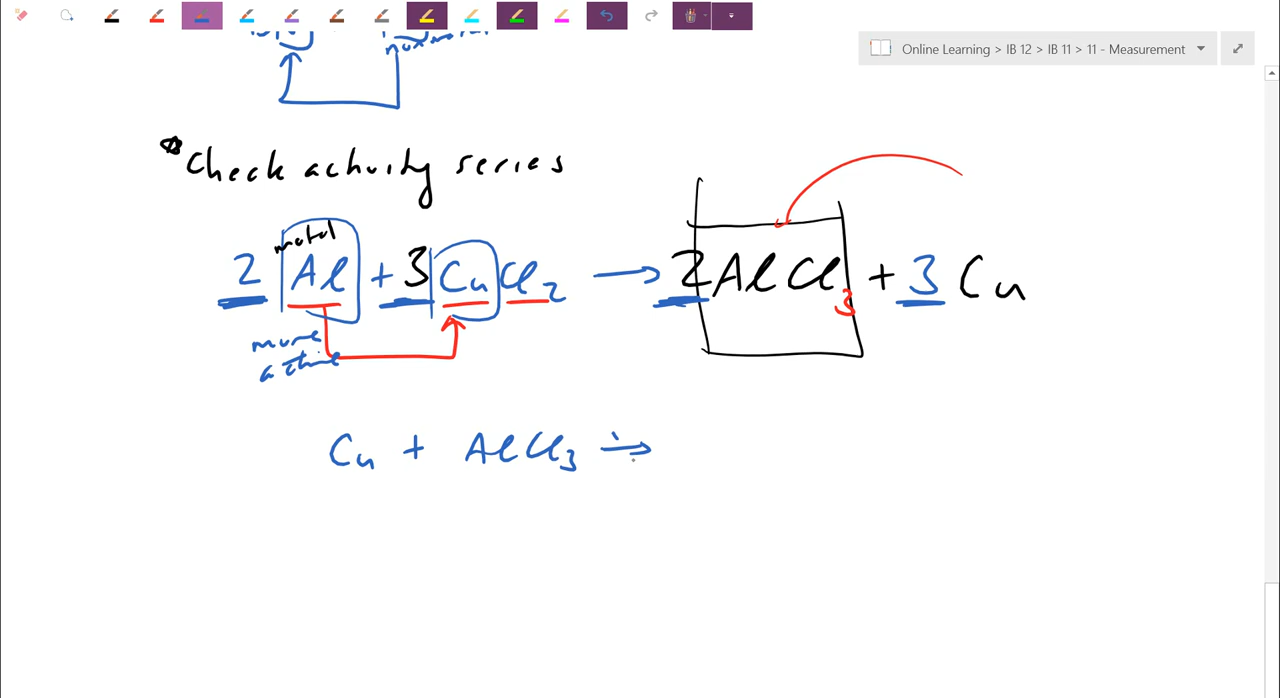 Online Learning > IB 12 > IB 11 > 11 - Measurement
*Check activity series
metal
2 Al + 3 CuCl2 → 2AlCl3 + 3 Cu
more
active
Cu + AlCl3 →